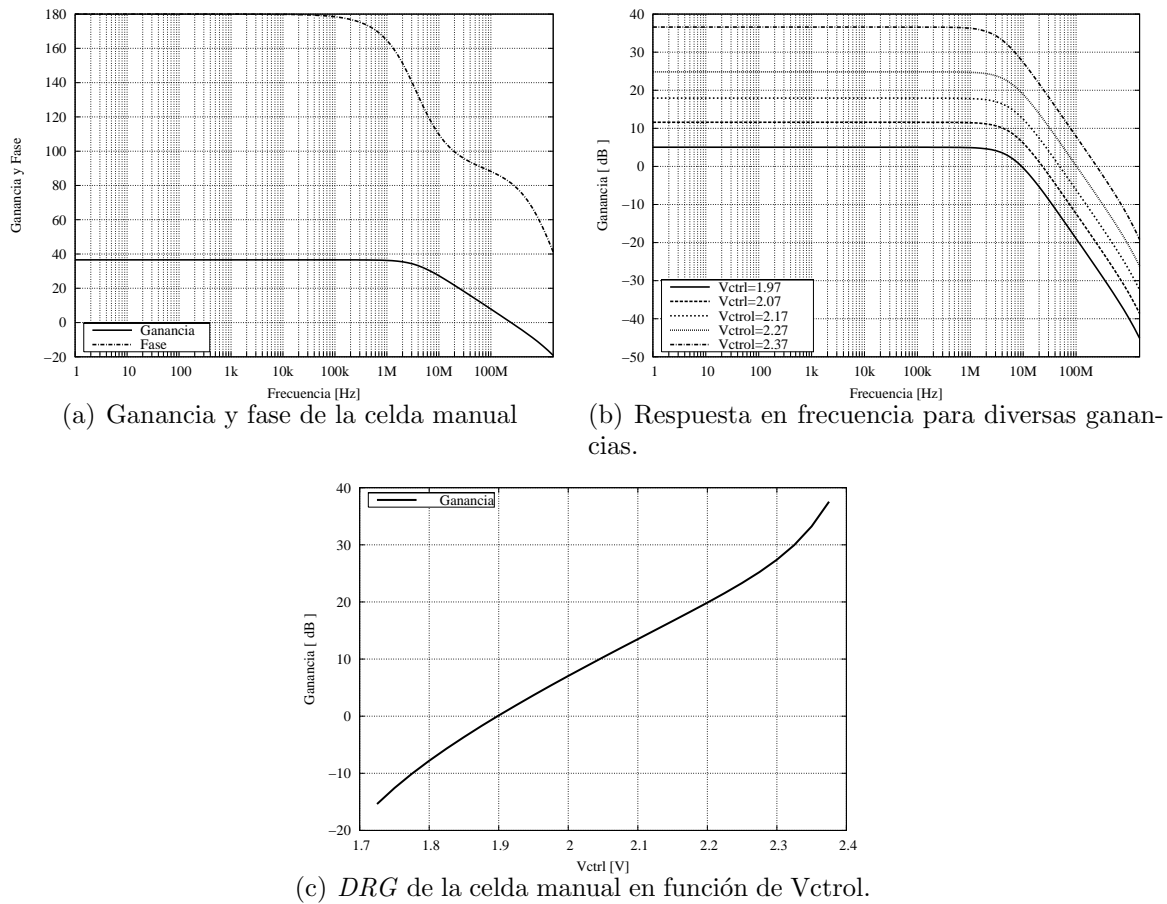 180
160
140
120
100
80
60
40
20
0
−20
Ganancia y Fase
Ganancia
Fase
1 10 100 1k 10k 100k 1M 10M 100M
Frecuencia [Hz]
(a) Ganancia y fase de la celda manual
40
30
20
10
0
−10
−20
−30
−40
−50
Ganancia [ dB ]
Vctrl=1.97
Vctrl=2.07
Vctrol=2.17
Vctrol=2.27
Vctrol=2.37
1 10 100 1k 10k 100k 1M 10M 100M
Frecuencia [Hz]
(b) Respuesta en frecuencia para diversas ganan-
cias.
40
30
20
10
0
−10
−20
Ganancia [ dB ]
Ganancia
1.7 1.8 1.9 2 2.1 2.2 2.3 2.4
Vctrl [V]
(c) DRG de la celda manual en función de Vctrol.